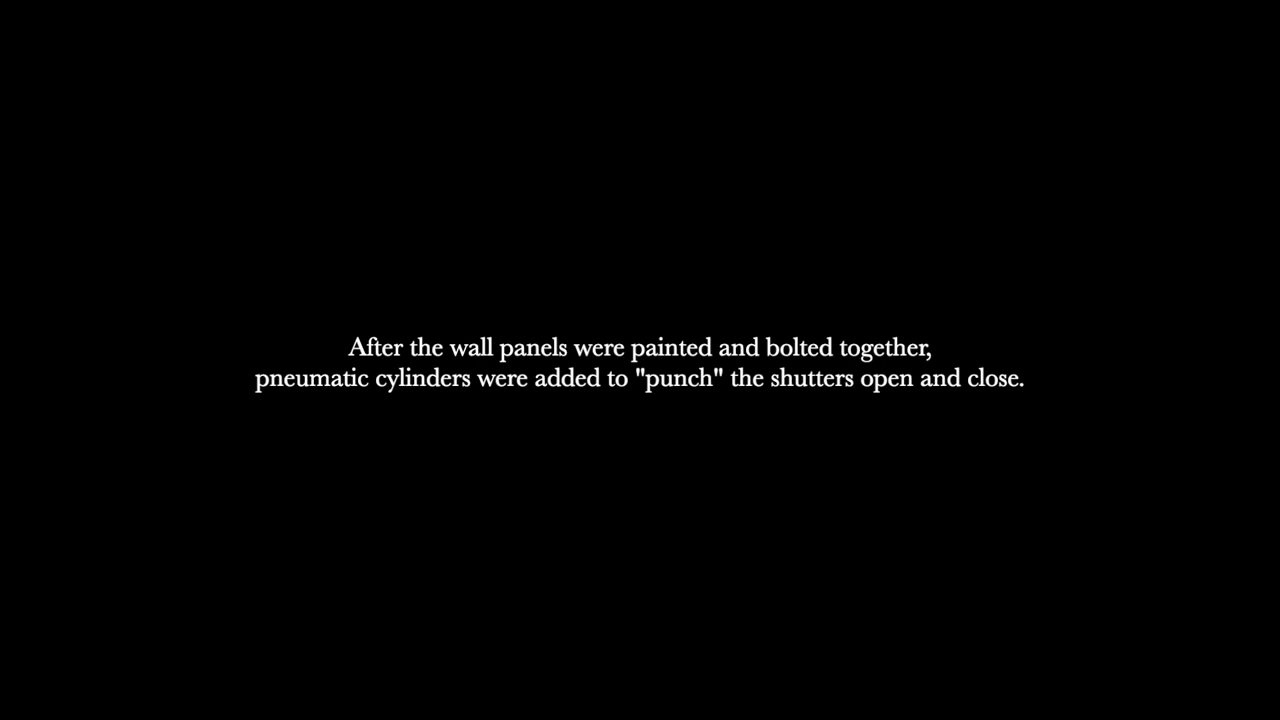 After the wall panels were painted and bolted together,
pneumatic cylinders were added to "punch" the shutters open and close.